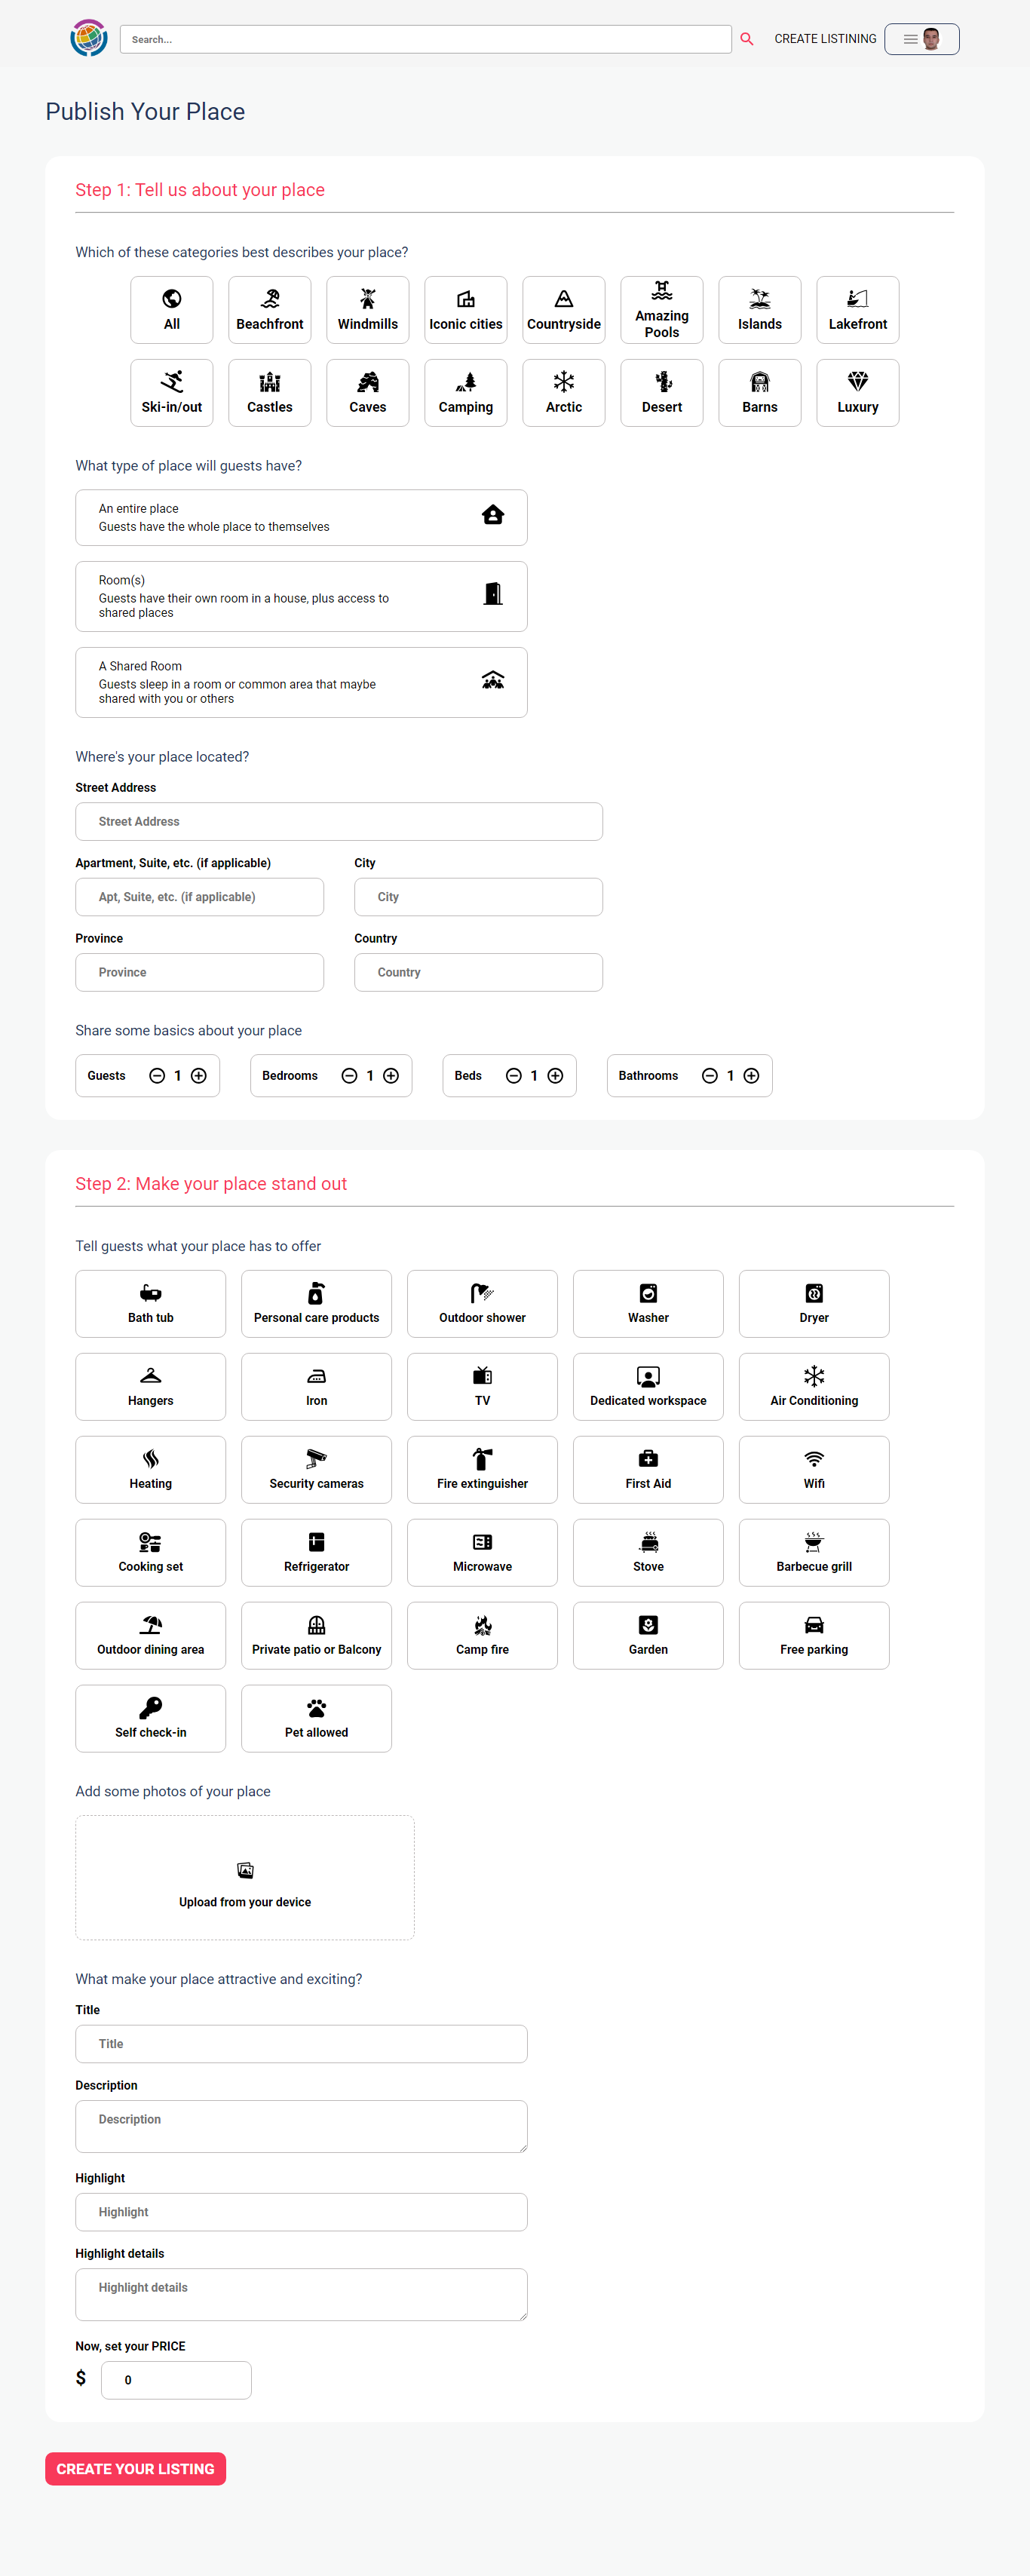 Search...
CREATE LISTINING
Publish Your Place
Step 1: Tell us about your place
Which of these categories best describes your place?
All
Beachfront
Windmills
Iconic cities
Countryside
Amazing
Pools
Islands
Lakefront
Ski-in/out
Castles
Caves
Camping
Arctic
Desert
Barns
Luxury
What type of place will guests have?
An entire place
Guests have the whole place to themselves
Room(s)
Guests have their own room in a house, plus access to
shared places
A Shared Room
Guests sleep in a room or common area that maybe
shared with you or others
Where's your place located?
Street Address
Street Address
Apartment, Suite, etc. (if applicable)
City
Apt, Suite, etc. (if applicable)
City
Province
Country
Province
Country
Share some basics about your place
Guests 1
Bedrooms 1
Beds 1
Bathrooms 1
Step 2: Make your place stand out
Tell guests what your place has to offer
Bath tub
Personal care products
Outdoor shower
Washer
Dryer
Hangers
Iron
TV
Dedicated workspace
Air Conditioning
Heating
Security cameras
Fire extinguisher
First Aid
Wifi
Cooking set
Refrigerator
Microwave
Stove
Barbecue grill
Outdoor dining area
Private patio or Balcony
Camp fire
Garden
Free parking
Self check-in
Pet allowed
Add some photos of your place
Upload from your device
What make your place attractive and exciting?
Title
Title
Description
Description
Highlight
Highlight
Highlight details
Highlight details
Now, set your PRICE
$ 0
CREATE YOUR LISTING